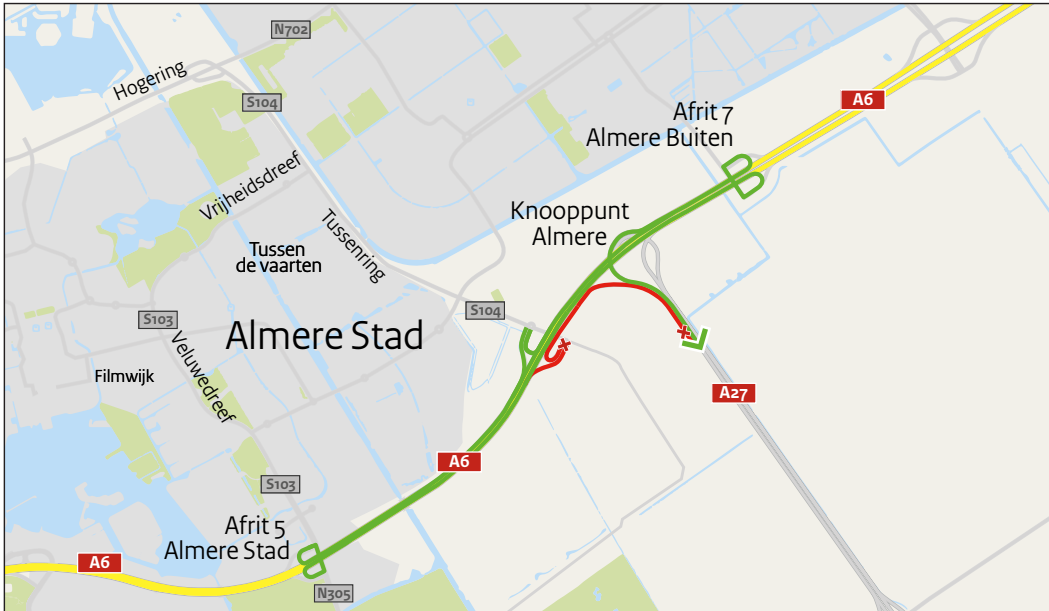 N702
Hogering
S104
Afrit 7
Almere Buiten
A6
Vrijheidsdreef
Knooppunt
Almere
Tussenring
Tussen
de vaarten
S104
S103
Almere Stad
Veluwedreef
Filmwijk
A27
A6
S103
Afrit 5
Almere Stad
A6
N305